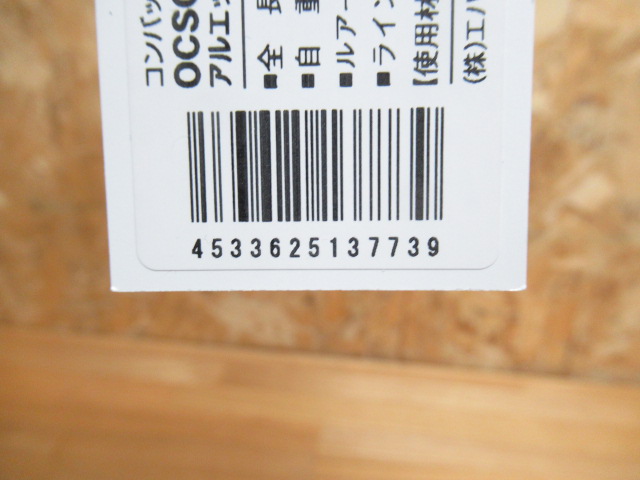 コンバッ
OCSC
アルエッ
■全 長
■自 重
■ルアー
■ライン
【使用材
(株)エバ
4533625137739